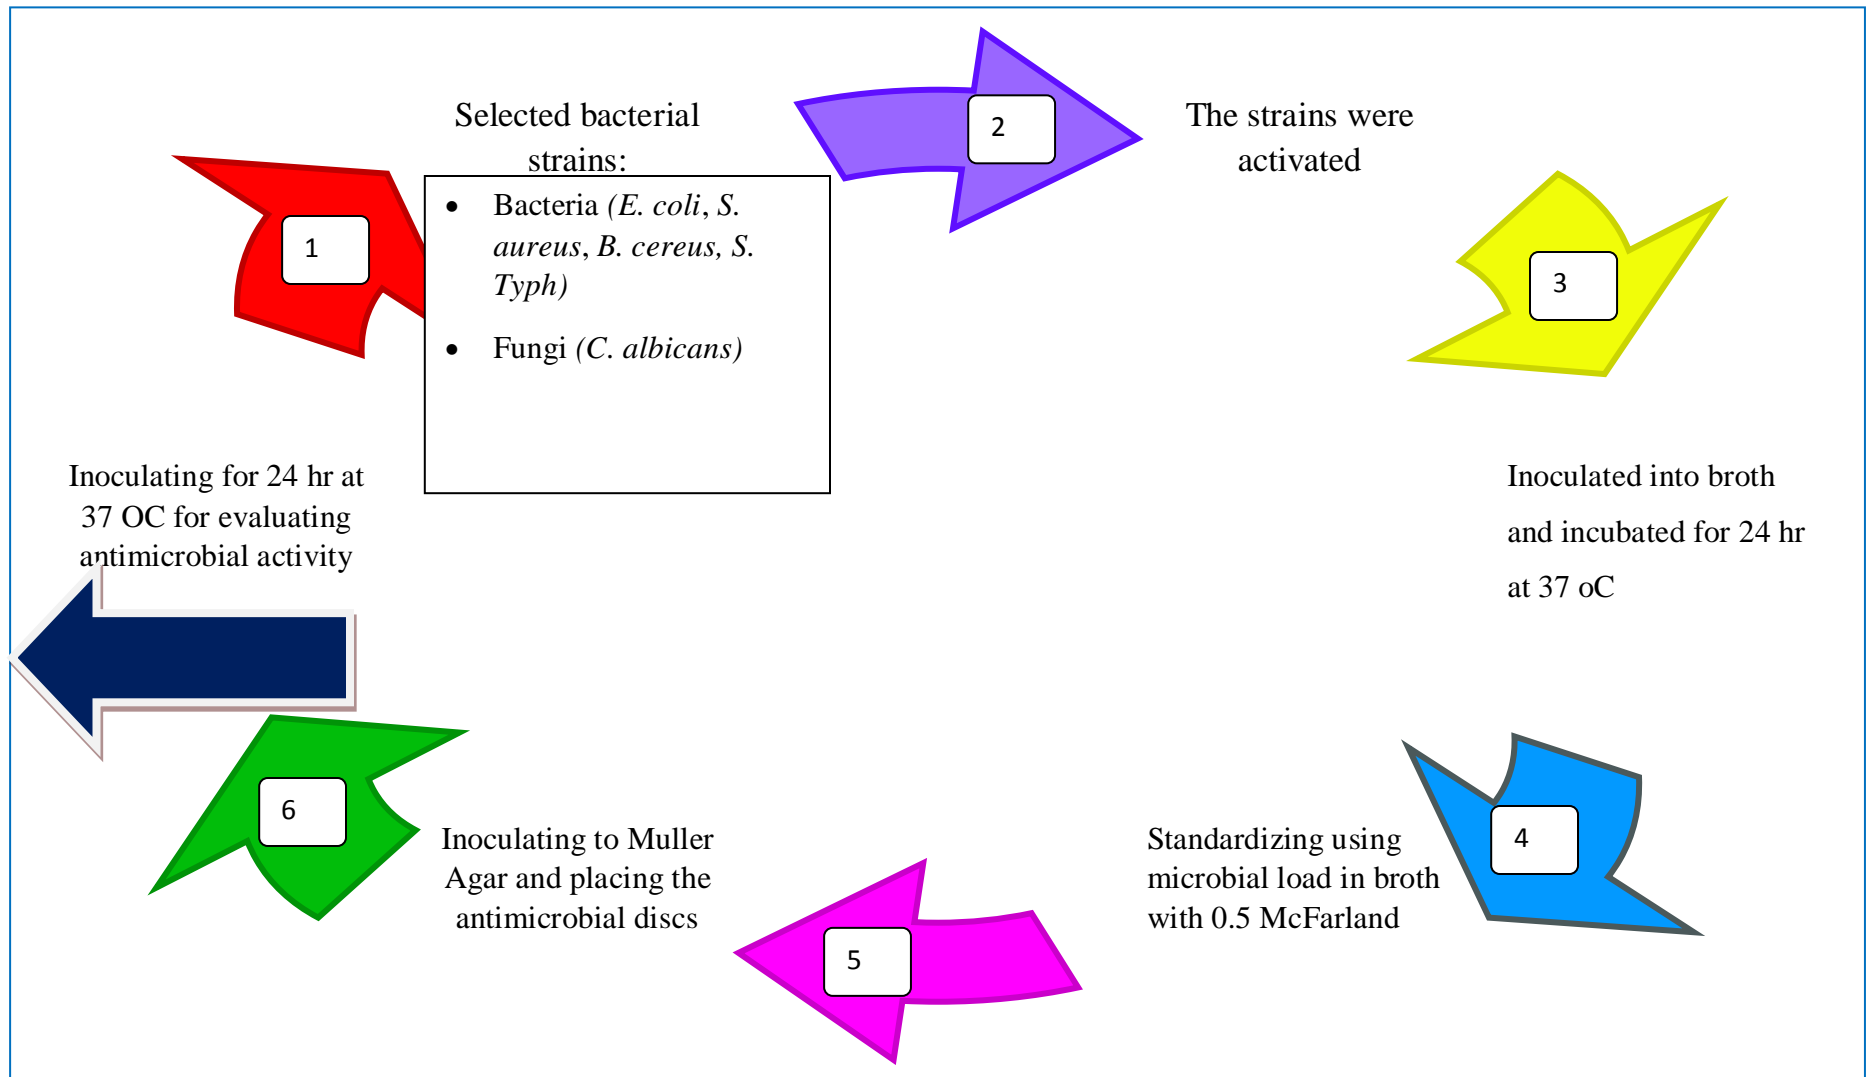 1
Selected bacterial
strains:
• Bacteria (E. coli, S.
aureus, B. cereus, S.
Typh)
• Fungi (C. albicans)
2
The strains were
activated
3
Inoculated into broth
and incubated for 24 hr
at 37 oC
4
Standardizing using
microbial load in broth
with 0.5 McFarland
5
Inoculating to Muller
Agar and placing the
antimicrobial discs
6
Inoculating for 24 hr at
37 OC for evaluating
antimicrobial activity